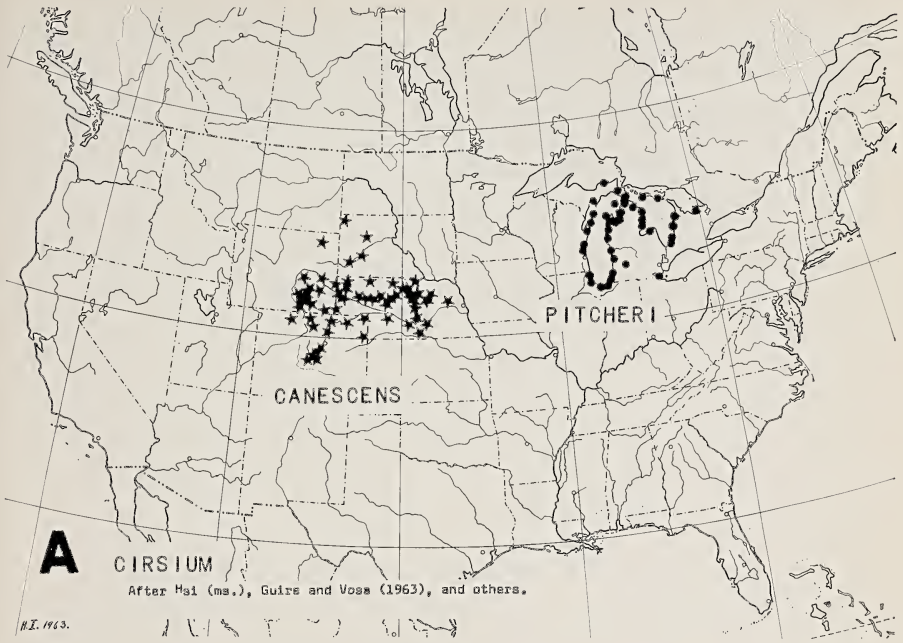 PITCHERI
CANESCENS
A
CIRSIUM
After Hsi (ms.), Guire and Voss (1963), and others.
H.I. 1963.